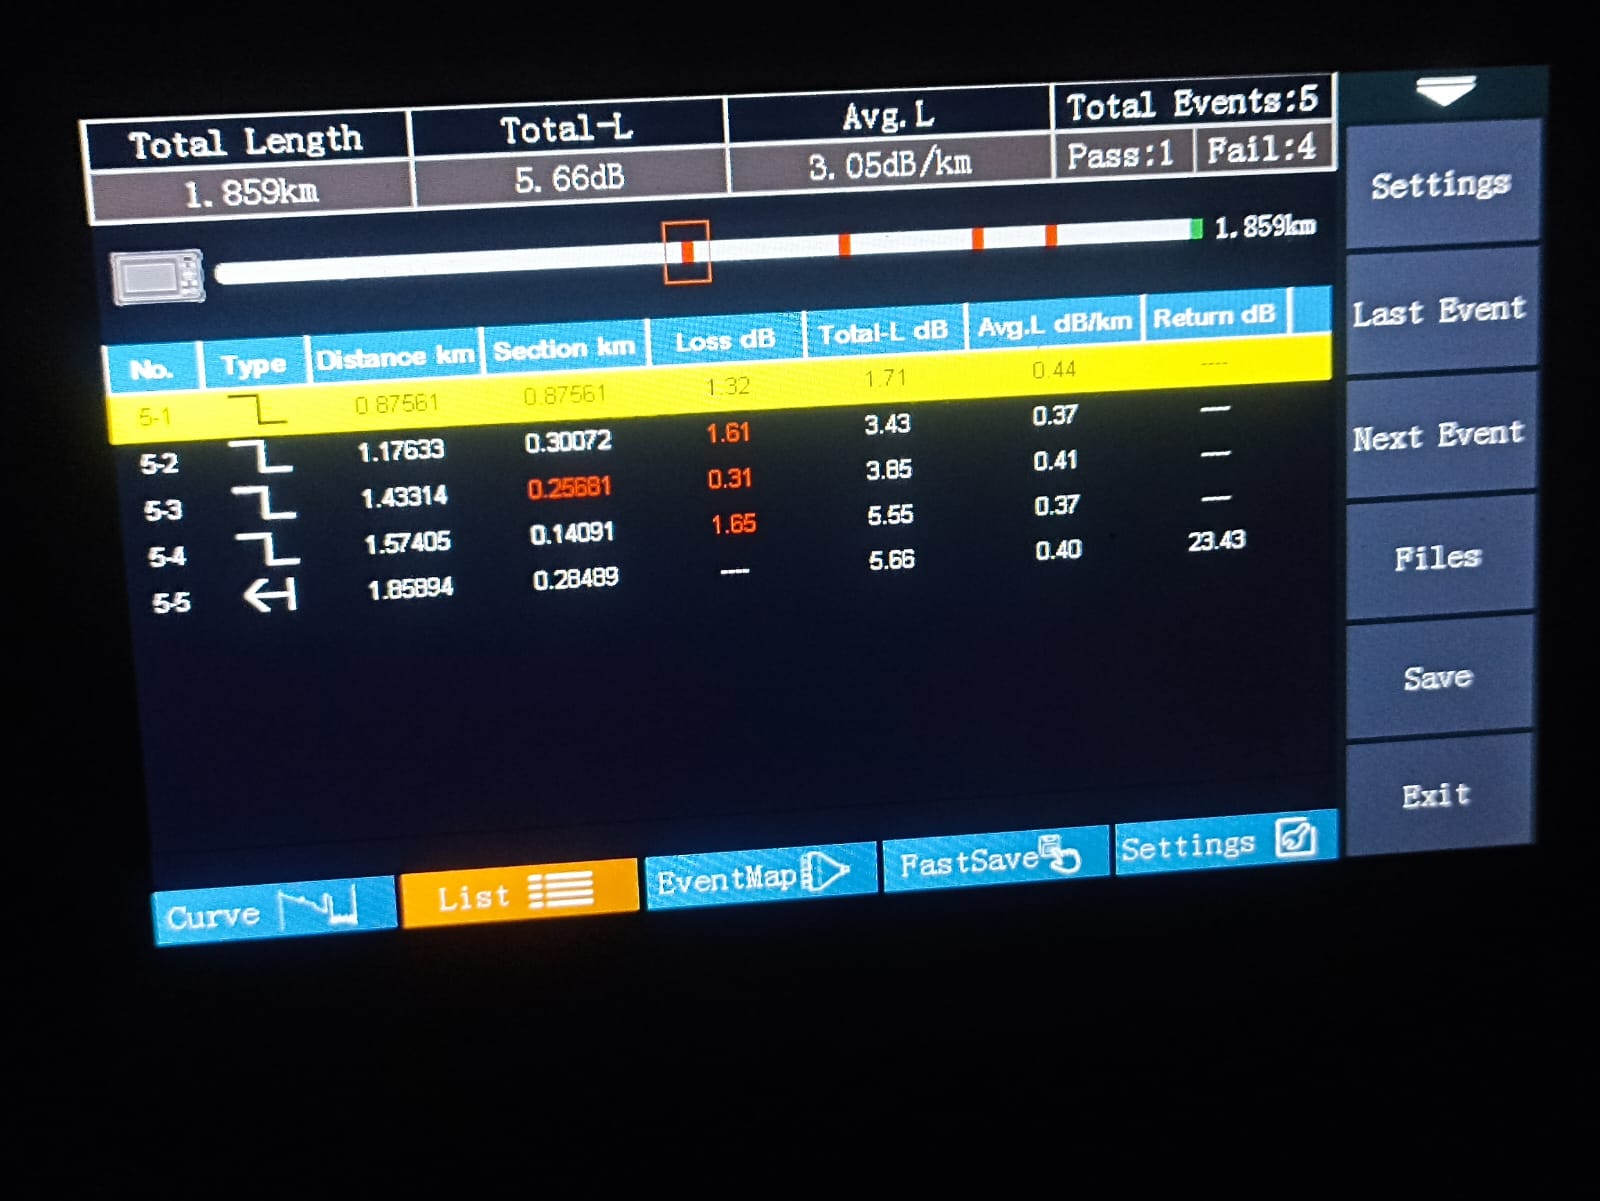 Total Length Total-L Avg.L Total Events:5
1.859km 5.66dB 3.05dB/km Pass:1 Fail:4
1.859km
No. Type Distance km Section km Loss dB Total-L dB Avg.L dB/km Return dB
5-1 0.87561 0.87561 1.32 1.71 0.44 ----
5-2 1.17633 0.30072 1.61 3.43 0.37 ----
5-3 1.43314 0.25681 0.31 3.85 0.41 ----
5-4 1.57405 0.14091 1.65 5.55 0.37 ----
5-5 1.85894 0.28489 ---- 5.66 0.40 23.43
Curve List EventMap FastSave Settings
Settings
Last Event
Next Event
Files
Save
Exit